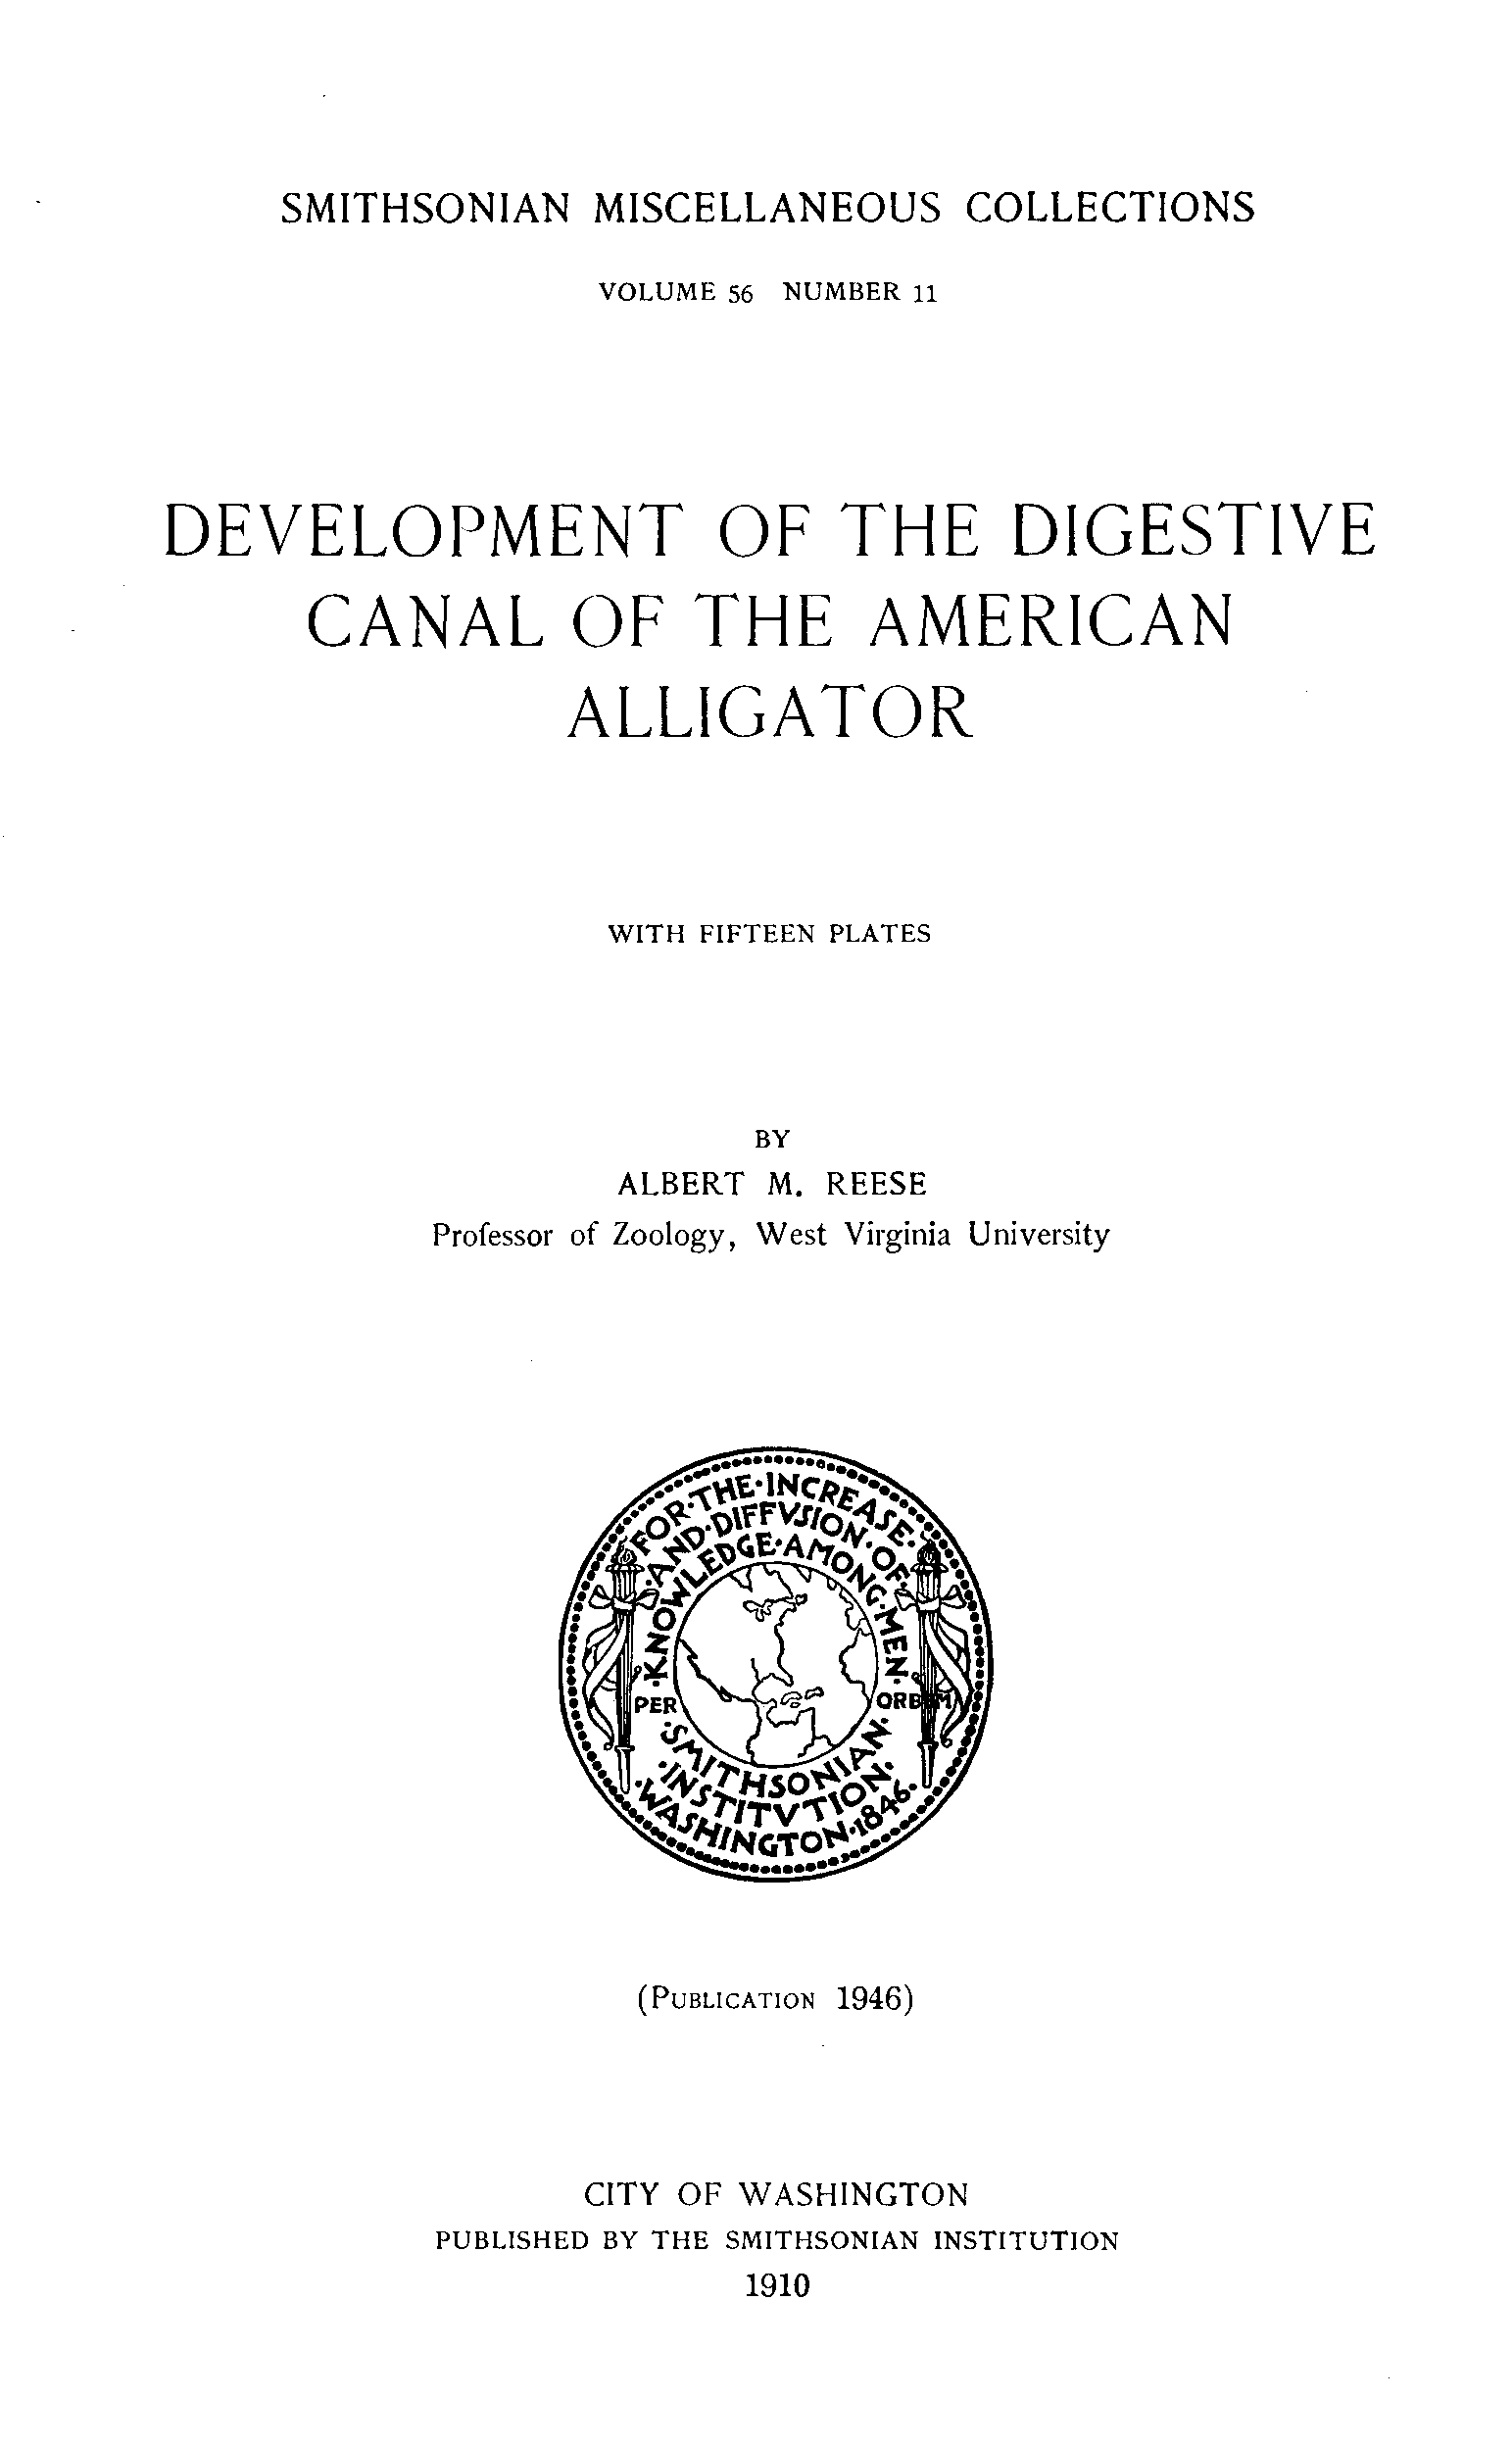 SMITHSONIAN MISCELLANEOUS COLLECTIONS
VOLUME 56 NUMBER 11
DEVELOPMENT OF THE DIGESTIVE
CANAL OF THE AMERICAN
ALLIGATOR
WITH FIFTEEN PLATES
BY
ALBERT M. REESE
Professor of Zoology, West Virginia University
FOR·THE·INCREASE·
·AND·DIFFVSION·OF·
·KNOWLEDGE·AMONG·MEN·
PER ORBEM
·SMITHSONIAN·
·INSTITVTION·
·WASHINGTON·1846·
(PUBLICATION 1946)
CITY OF WASHINGTON
PUBLISHED BY THE SMITHSONIAN INSTITUTION
1910